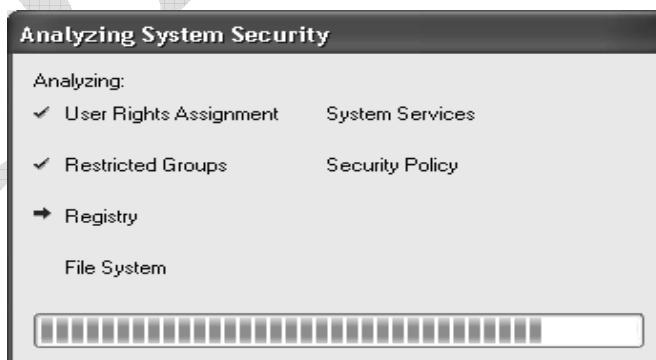 Analyzing System Security
Analyzing:
User Rights Assignment
System Services
Restricted Groups
Security Policy
Registry
File System